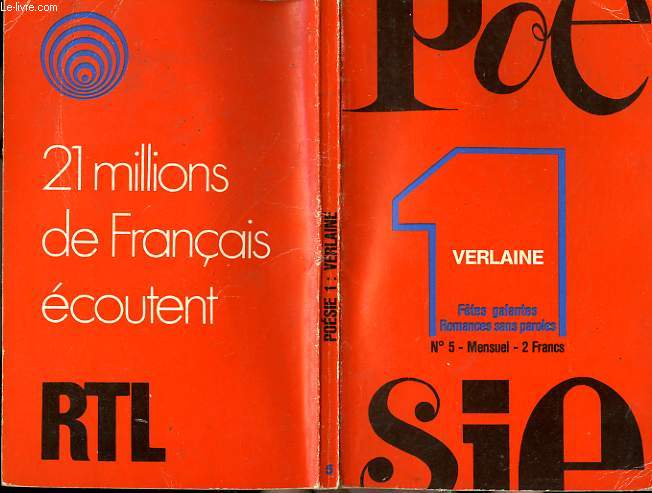 © Le-livre.com
21 millions
de Français
écoutent
RTL
POÉSIE 1 : VERLAINE
5
Poé
1
VERLAINE
Fêtes galantes
Romances sans paroles
N° 5 - Mensuel - 2 Francs
sie